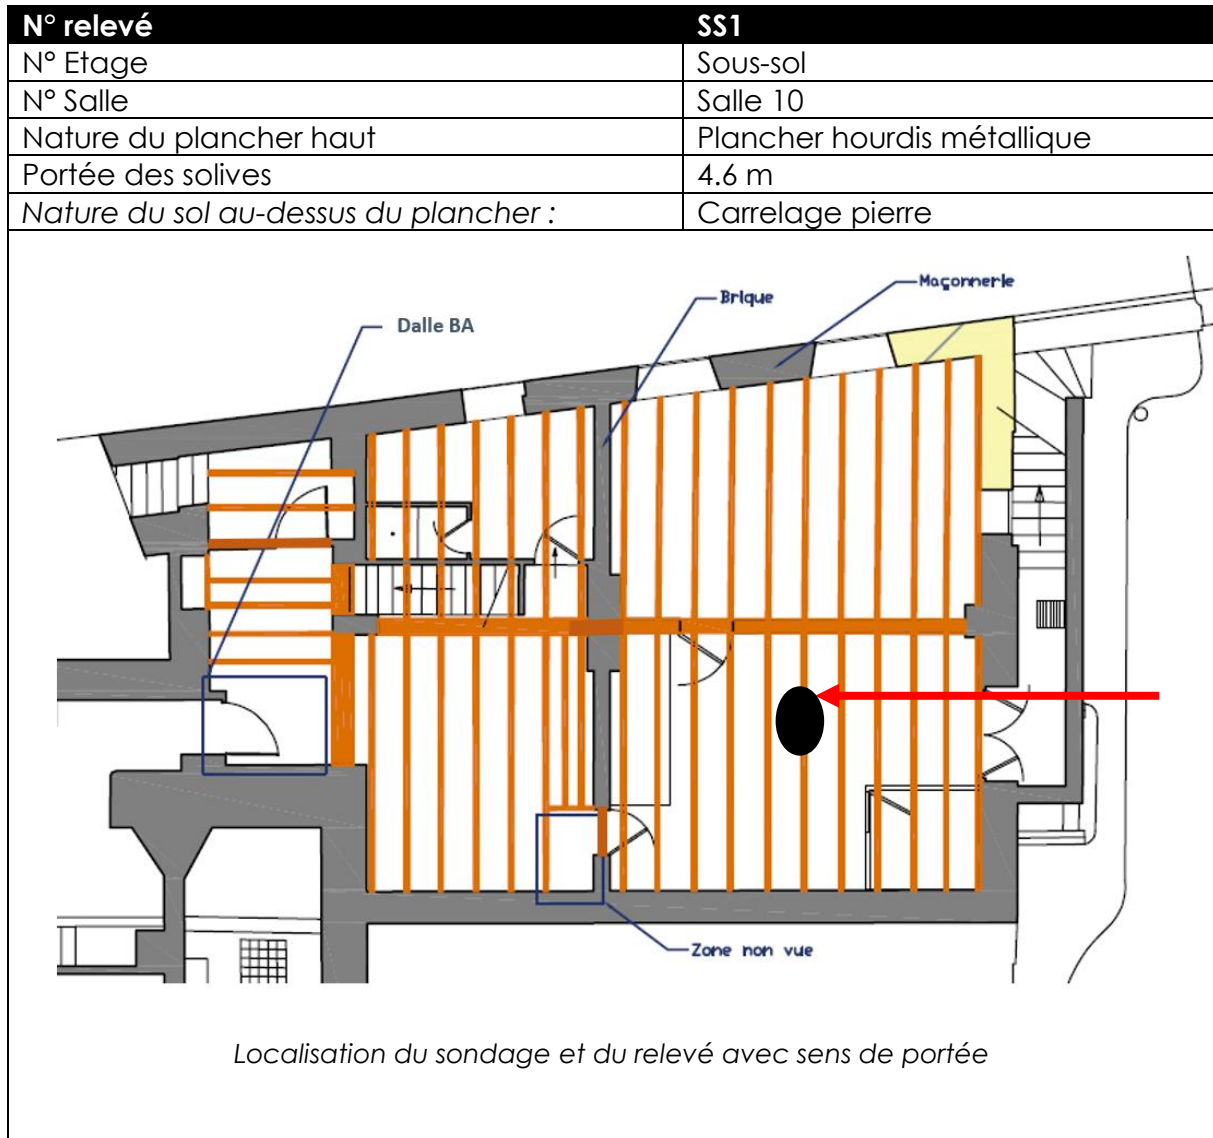 N° relevé SS1
N° Etage Sous-sol
N° Salle Salle 10
Nature du plancher haut Plancher hourdis métallique
Portée des solives 4.6 m
Nature du sol au-dessus du plancher : Carrelage pierre
Maçonnerie
Brique
Dalle BA
Zone non vue
Localisation du sondage et du relevé avec sens de portée